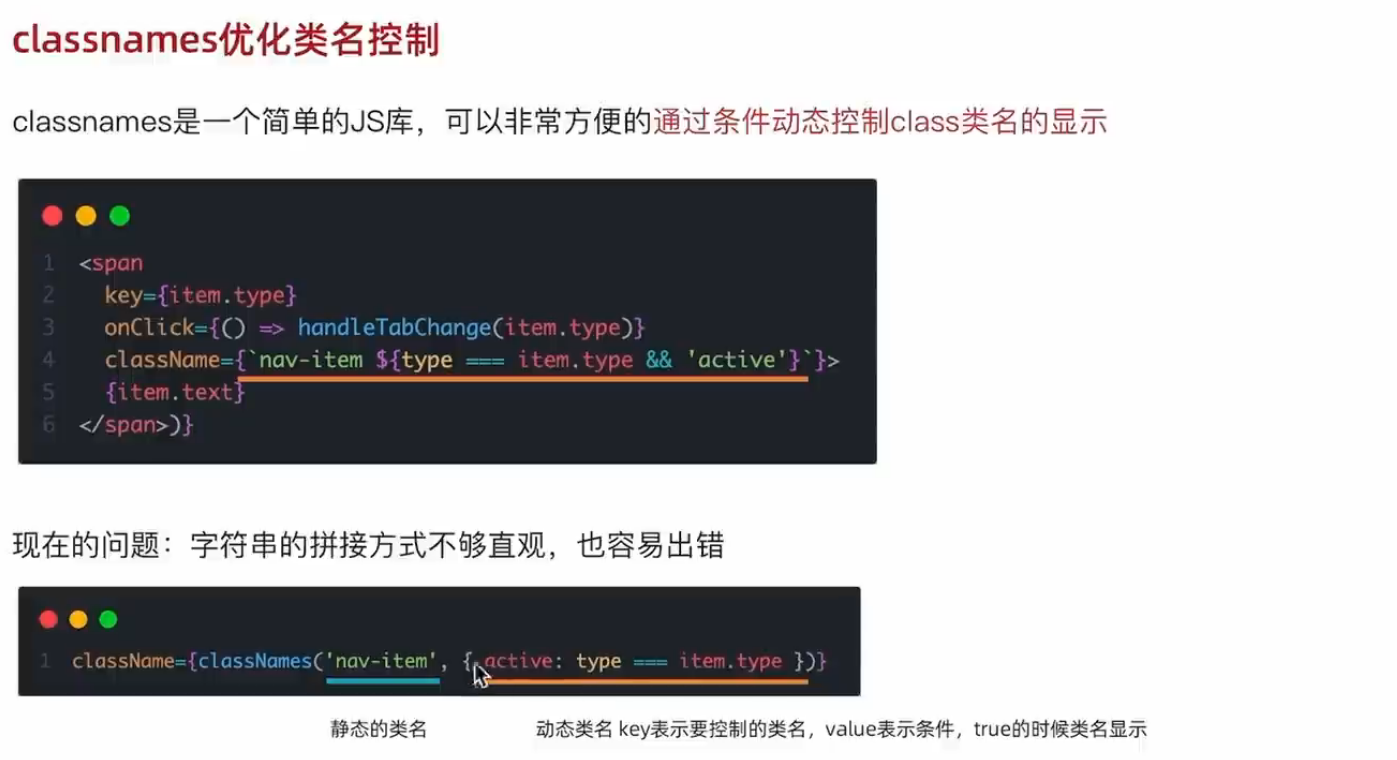 classnames优化类名控制
classnames是一个简单的JS库，可以非常方便的通过条件动态控制class类名的显示
1 <span
2 key={item.type}
3 onClick={() => handleTabChange(item.type)}
4 className={`nav-item ${type === item.type && 'active'}`}>
5 {item.text}
6 </span>)}
现在的问题：字符串的拼接方式不够直观，也容易出错
1 className={classNames('nav-item', { active: type === item.type })}
静态的类名 动态类名 key表示要控制的类名，value表示条件，true的时候类名显示